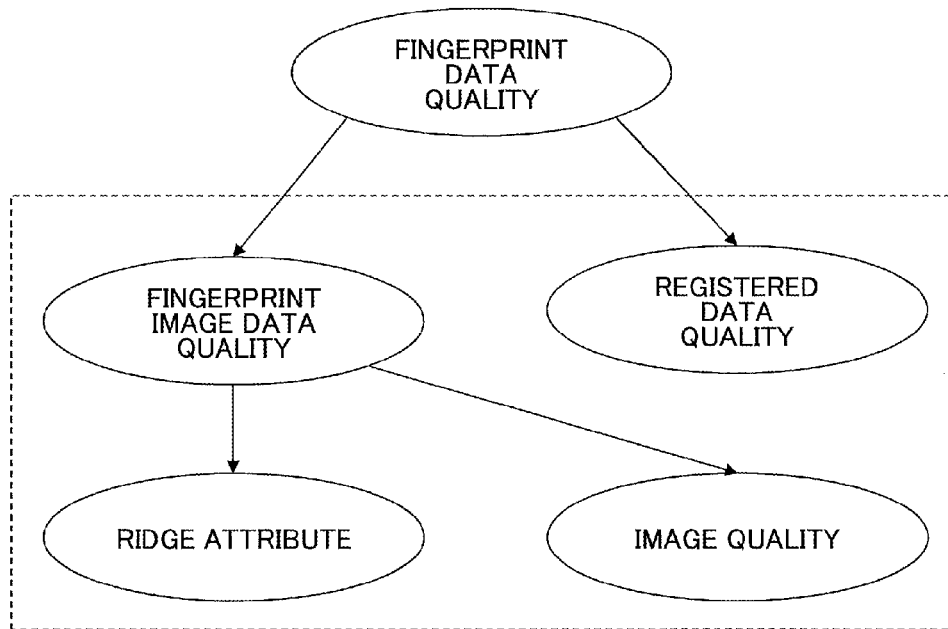 FINGERPRINT
DATA
QUALITY
FINGERPRINT
IMAGE DATA
QUALITY
REGISTERED
DATA
QUALITY
RIDGE ATTRIBUTE
IMAGE QUALITY